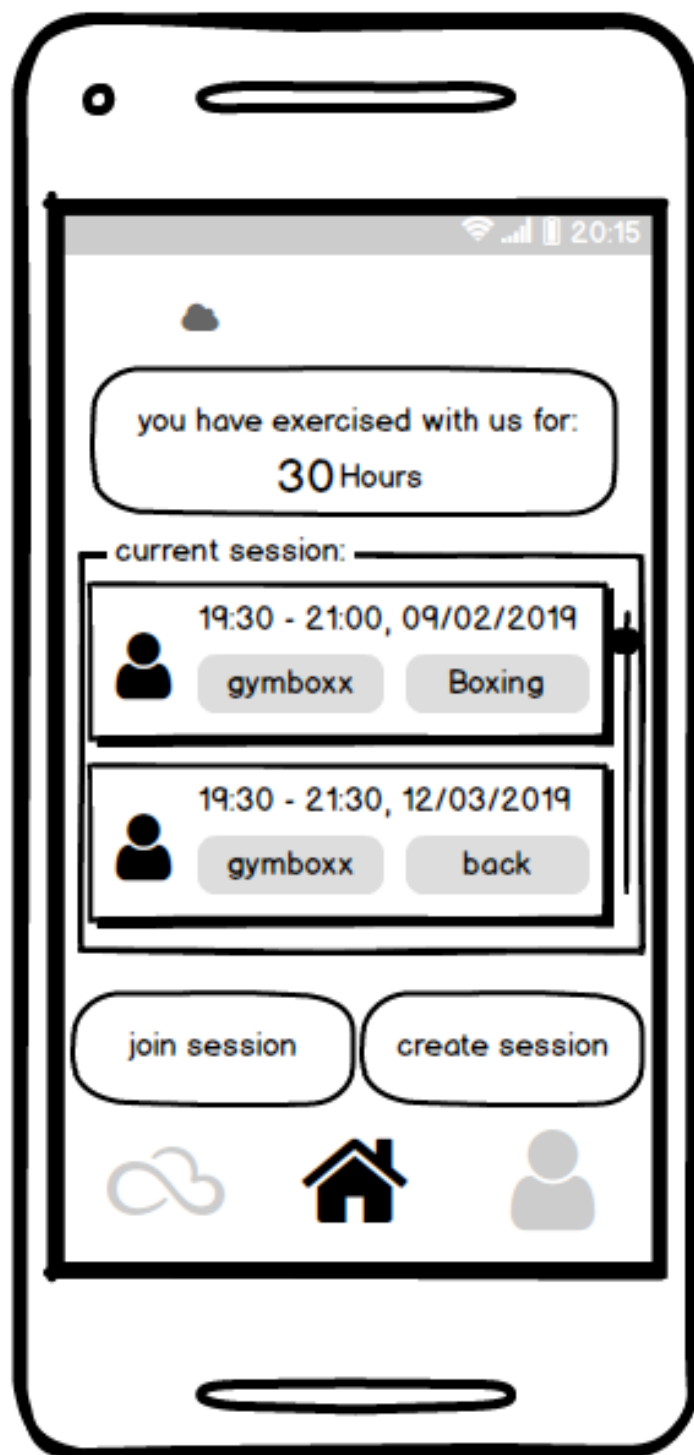 20:15
you have exercised with us for:
30 Hours
current session:
19:30 - 21:00, 09/02/2019
gymboxx Boxing
19:30 - 21:30, 12/03/2019
gymboxx back
join session create session